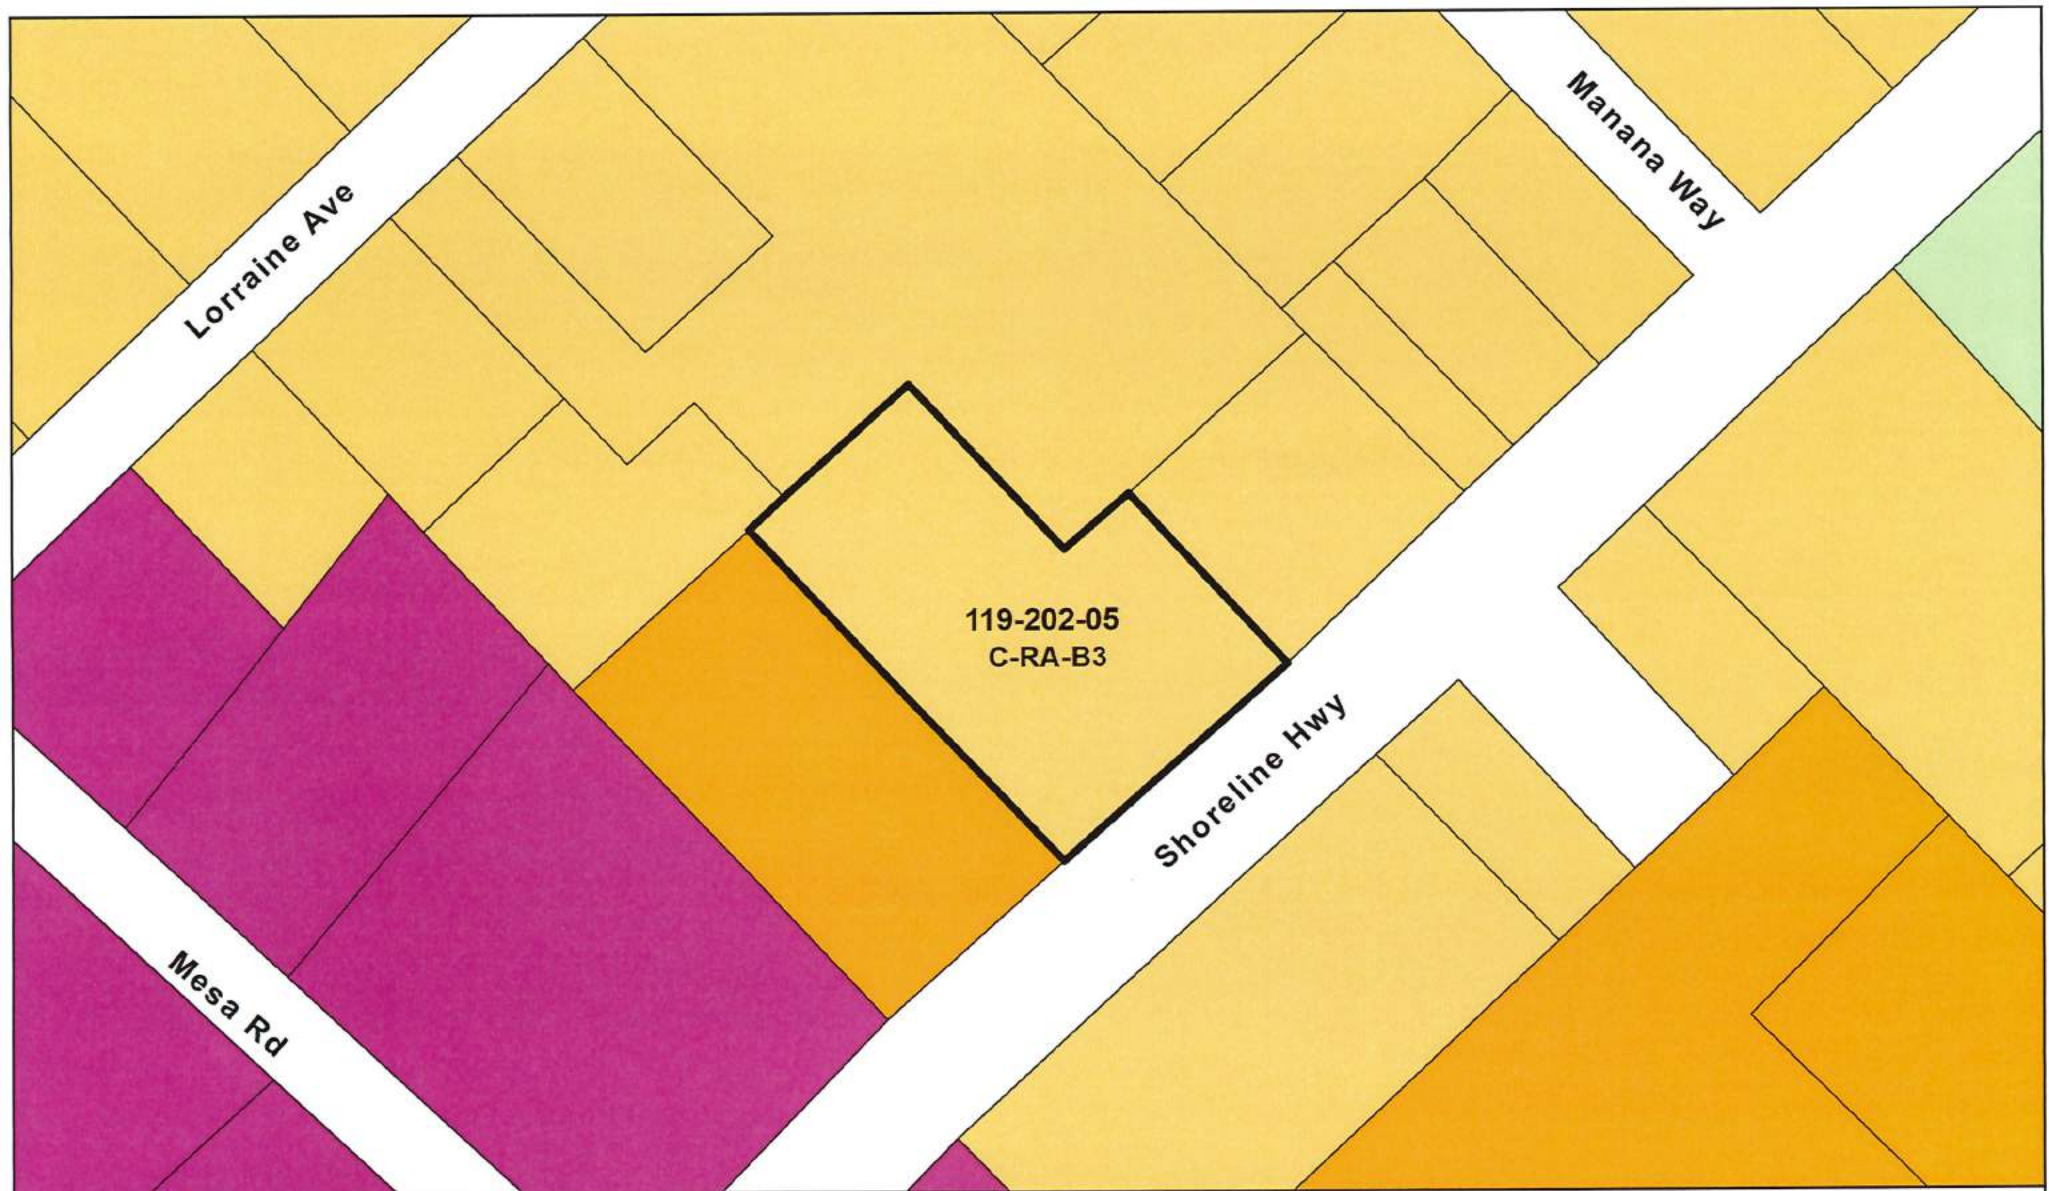 Manana Way
Lorraine Ave
119-202-05
C-RA-B3
Shoreline Hwy
Mesa Rd